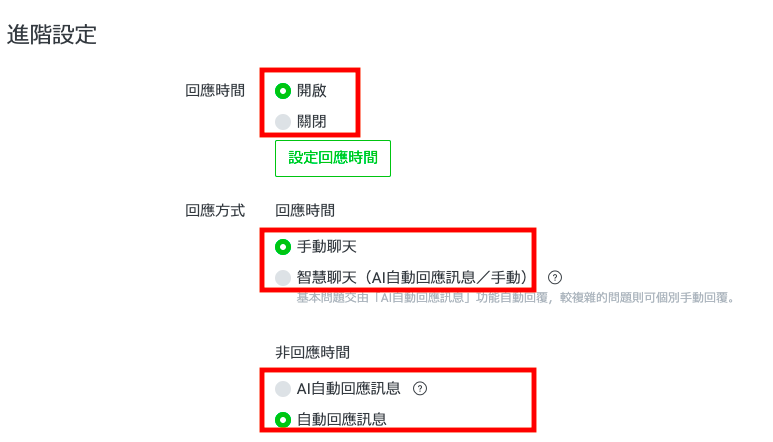 進階設定
回應時間
開啟
關閉
設定回應時間
回應方式
回應時間
手動聊天
智慧聊天（AI自動回應訊息／手動）
基本問題交由「AI自動回應訊息」功能自動回覆，較複雜的問題則可個別手動回覆。
非回應時間
AI自動回應訊息
自動回應訊息